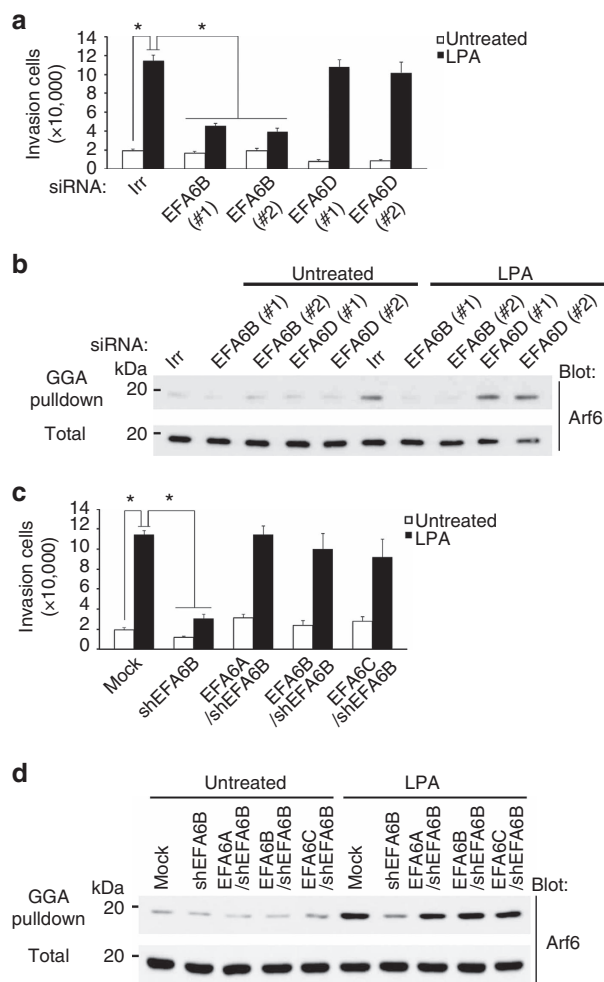 a
Untreated
LPA
* *
Invasion cells
(×10,000)
14
12
10
8
6
4
2
0
siRNA:
Irr
EFA6B
(#1)
EFA6B
(#2)
EFA6D
(#1)
EFA6D
(#2)
b
Untreated LPA
siRNA:
Irr
EFA6B (#1)
EFA6B (#2)
EFA6D (#1)
EFA6D (#2)
Irr
EFA6B (#1)
EFA6B (#2)
EFA6D (#1)
EFA6D (#2)
kDa
Blot:
GGA
pulldown
20
Arf6
Total
20
c
Untreated
LPA
* *
Invasion cells
(×10,000)
14
12
10
8
6
4
2
0
Mock
shEFA6B
EFA6A
/shEFA6B
EFA6B
/shEFA6B
EFA6C
/shEFA6B
d
Untreated LPA
Mock
shEFA6B
EFA6A
/shEFA6B
EFA6B
/shEFA6B
EFA6C
/shEFA6B
Mock
shEFA6B
EFA6A
/shEFA6B
EFA6B
/shEFA6B
EFA6C
/shEFA6B
kDa
Blot:
GGA
pulldown
20
Arf6
Total
20